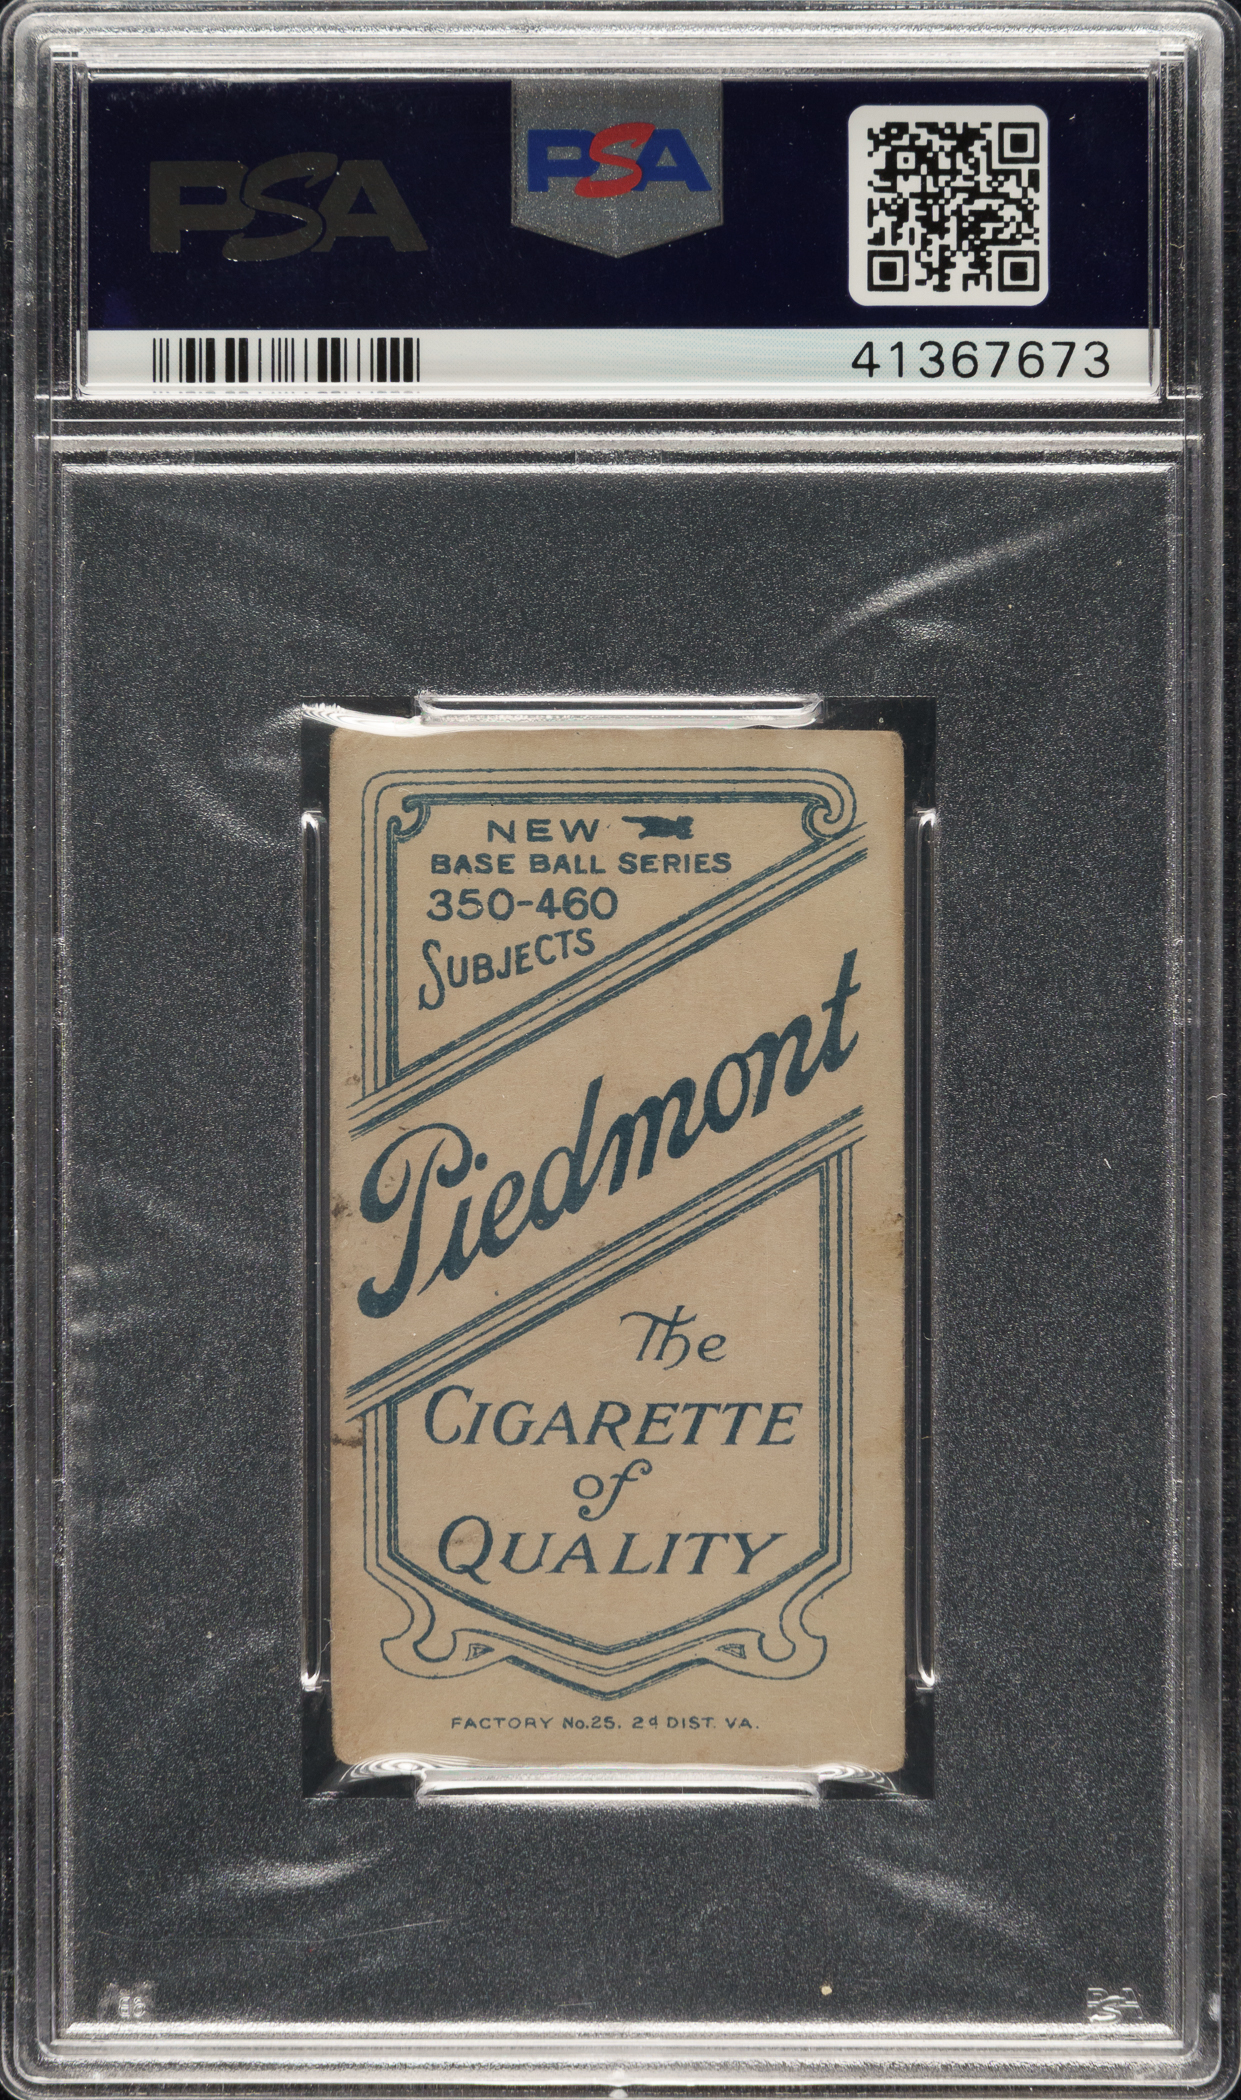 PSA
PSA
41367673
NEW
BASE BALL SERIES
350-460
SUBJECTS
Piedmont
The
CIGARETTE
of
QUALITY
FACTORY No.25. 2d DIST. VA.
PSA